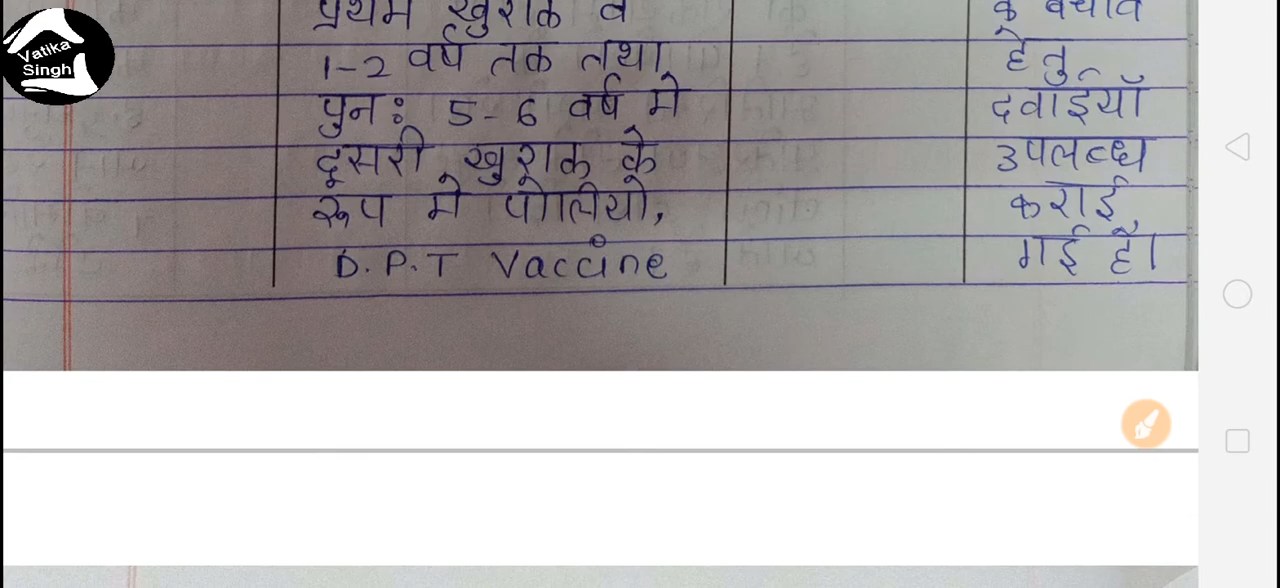 Vatika
Singh
प्रथम खुराक व
1-2 वर्ष तक तथा
पुनः 5-6 वर्ष मे
दूसरी खुराक के
रूप मे पोलियो,
D.P.T Vaccine
के बचाव
हेतु
दवाईयाँ
उपलब्ध
कराई
गई है।